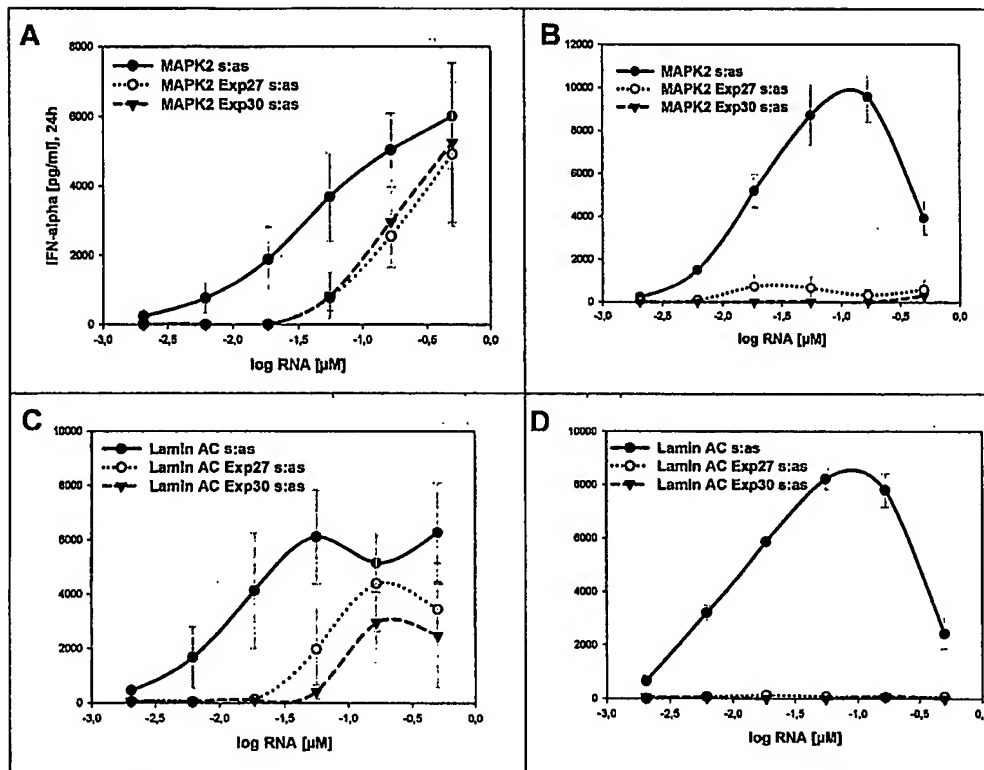 A
8000
6000
4000
2000
0
IFN-alpha [pg/ml], 24h
MAPK2 s:as
MAPK2 Exp27 s:as
MAPK2 Exp30 s:as
-3,0 -2,5 -2,0 -1,5 -1,0 -0,5 0,0
log RNA [µM]
B
12000
10000
8000
6000
4000
2000
0
MAPK2 s:as
MAPK2 Exp27 s:as
MAPK2 Exp30 s:as
-3,0 -2,5 -2,0 -1,5 -1,0 -0,5 0,0
log RNA [µM]
C
10000
8000
6000
4000
2000
0
Lamin AC s:as
Lamin AC Exp27 s:as
Lamin AC Exp30 s:as
-3,0 -2,5 -2,0 -1,5 -1,0 -0,5 0,0
log RNA [µM]
D
10000
8000
6000
4000
2000
0
Lamin AC s:as
Lamin AC Exp27 s:as
Lamin AC Exp30 s:as
-3,0 -2,5 -2,0 -1,5 -1,0 -0,5 0,0
log RNA [µM]